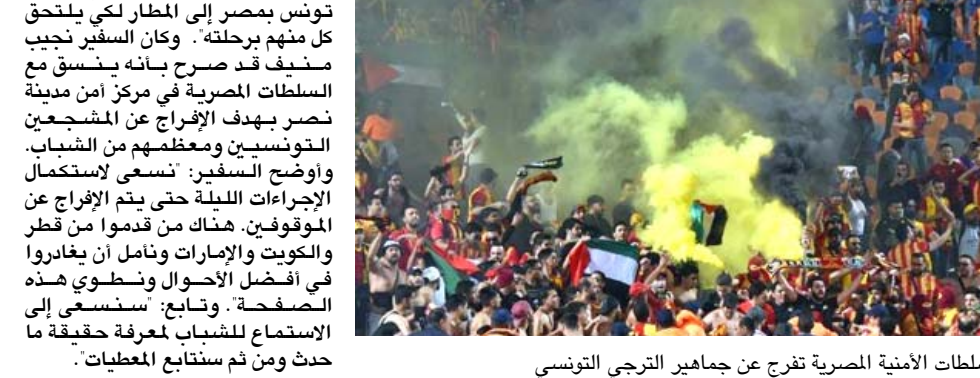 تونس بمصر إلى المطار لكي يلتحق
كل منهم برحلته". وكان السفير نجيب
منيف قد صرح بأنه ينسق مع
السلطات المصرية في مركز أمن مدينة
نصر بهدف الإفراج عن المشجعين
التونسيين ومعظمهم من الشباب.
وأوضح السفير: "نسعى لاستكمال
الإجراءات الليلة حتى يتم الإفراج عن
الموقوفين. هناك من قدموا من قطر
والكويت والإمارات ونأمل أن يغادروا
في أفضل الأحوال ونطوي هذه
الصفحة". وتابع: "سنسعى إلى
الاستماع للشباب لمعرفة حقيقة ما
حدث ومن ثم سنتابع المعطيات".
الأمنية المصرية تفرج عن جماهير الترجي التونسي